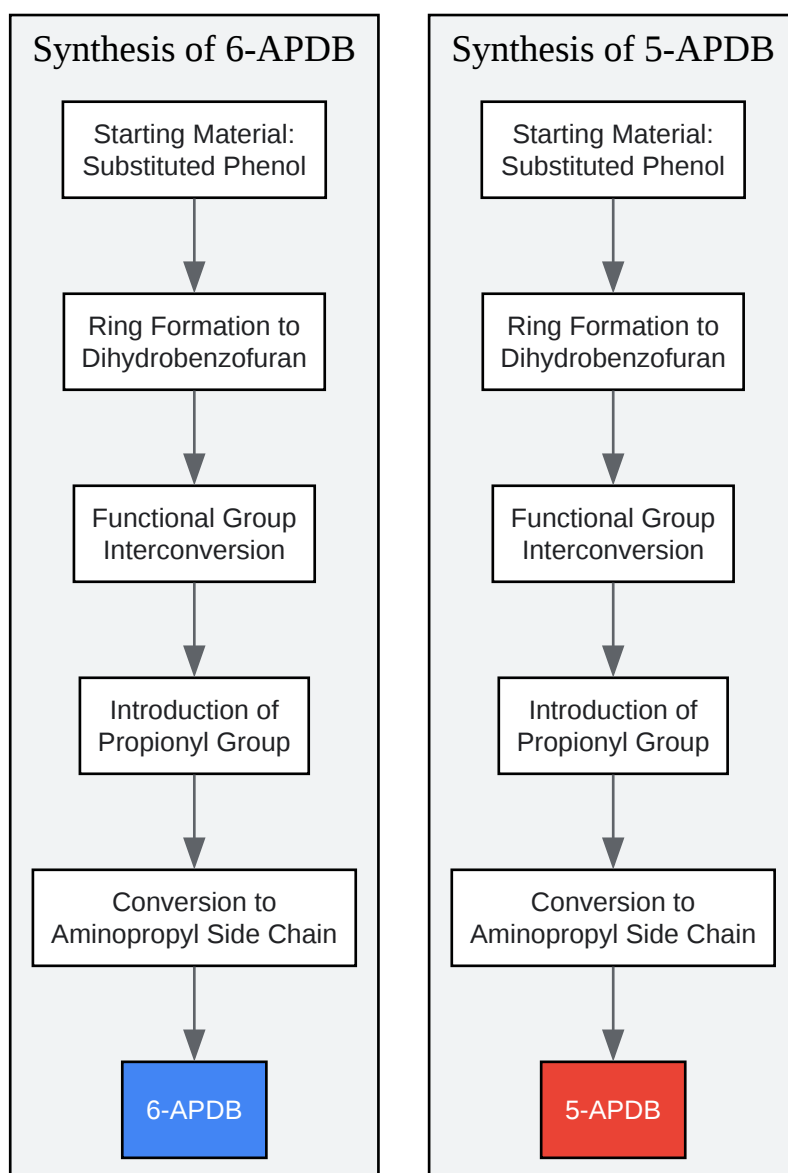 Synthesis of 6-APDB
Starting Material:
Substituted Phenol
Ring Formation to
Dihydrobenzofuran
Functional Group
Interconversion
Introduction of
Propionyl Group
Conversion to
Aminopropyl Side Chain
6-APDB
Synthesis of 5-APDB
Starting Material:
Substituted Phenol
Ring Formation to
Dihydrobenzofuran
Functional Group
Interconversion
Introduction of
Propionyl Group
Conversion to
Aminopropyl Side Chain
5-APDB